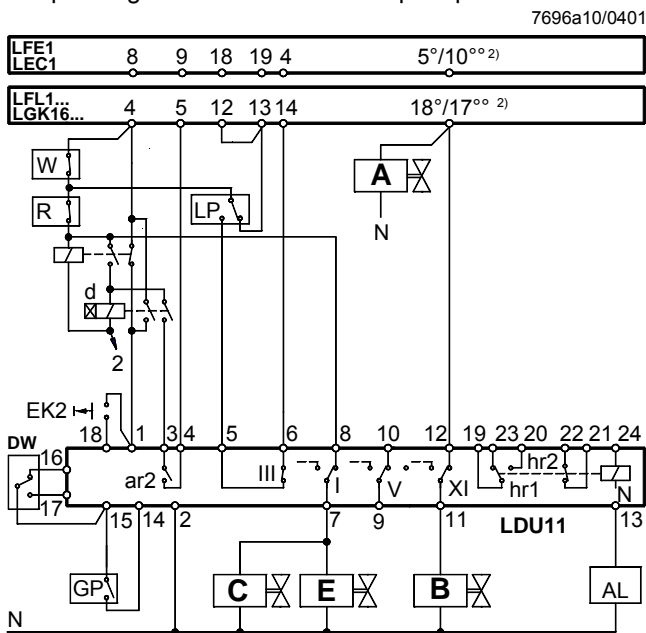 7696a10/0401
LFE1
LEC1
8 9 18 19 4 5°/10°° 2)
LFL1...
LGK16...
4 5 12 13 14 18°/17°° 2)
W
A
R
LP
N
d
2
EK2
18 1 3 4 5 6 8 10 12 19 23 20 22 21 24
DW
16
ar2 III I V XI hr1 hr2 N
17
15 14 2 7 9 11 LDU11 13
GP C E B AL
N